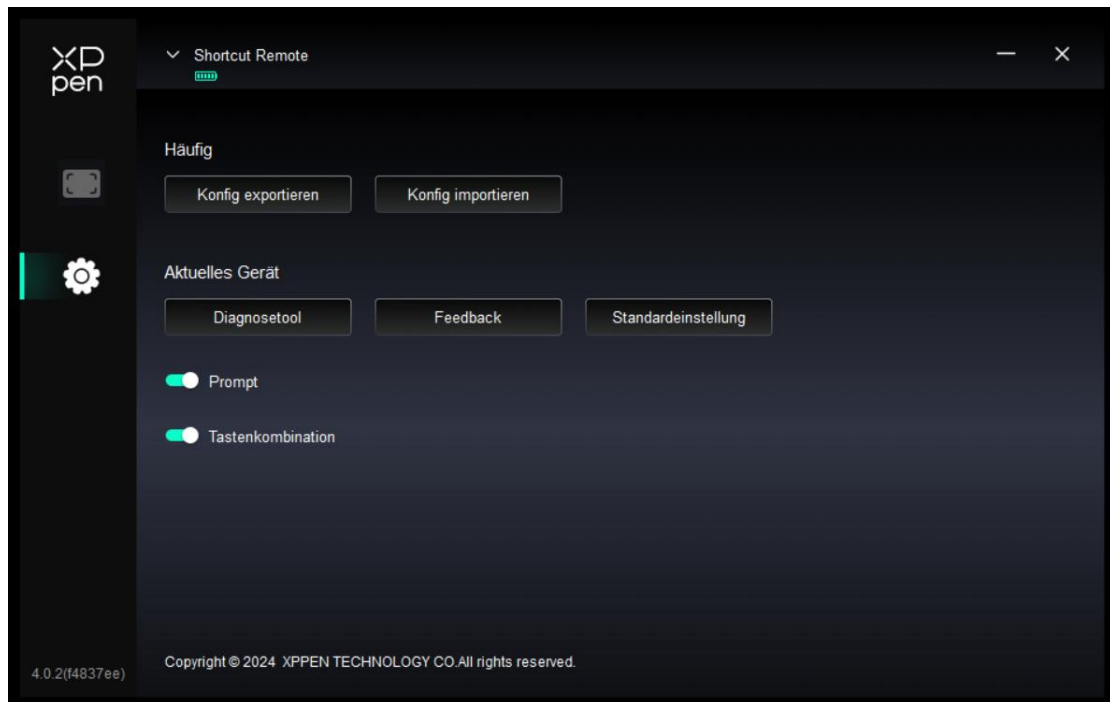 XP
pen
Shortcut Remote
Häufig
Konfig exportieren Konfig importieren
Aktuelles Gerät
Diagnosetool Feedback Standardeinstellung
Prompt
Tastenkombination
Copyright © 2024 XPPEN TECHNOLOGY CO.All rights reserved.
4.0.2(f4837ee)